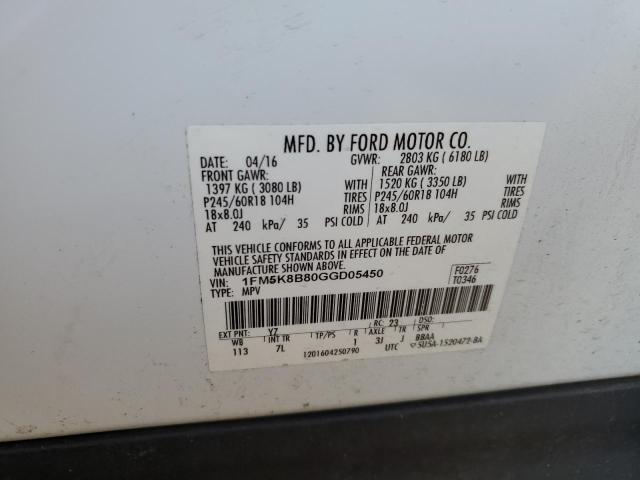 MFD. BY FORD MOTOR CO.
DATE: 04/16 GVWR: 2803 KG ( 6180 LB)
FRONT GAWR: REAR GAWR:
1397 KG ( 3080 LB) WITH 1520 KG ( 3350 LB) WITH
P245/60R18 104H TIRES P245/60R18 104H TIRES
18x8.0J RIMS 18x8.0J RIMS
AT 240 kPa/ 35 PSI COLD AT 240 kPa/ 35 PSI COLD
THIS VEHICLE CONFORMS TO ALL APPLICABLE FEDERAL MOTOR
VEHICLE SAFETY STANDARDS IN EFFECT ON THE DATE OF
MANUFACTURE SHOWN ABOVE.
VIN: 1FM5K8B80GGD05450 F0276
TYPE: MPV T0346
EXT PNT: YZ RC: 23 DSO:
WB INT TR TP/PS R AXLE TR SPR
113 7L 1 3J J BBAA
1201604250790 UTC 5U5A-1520472-BA